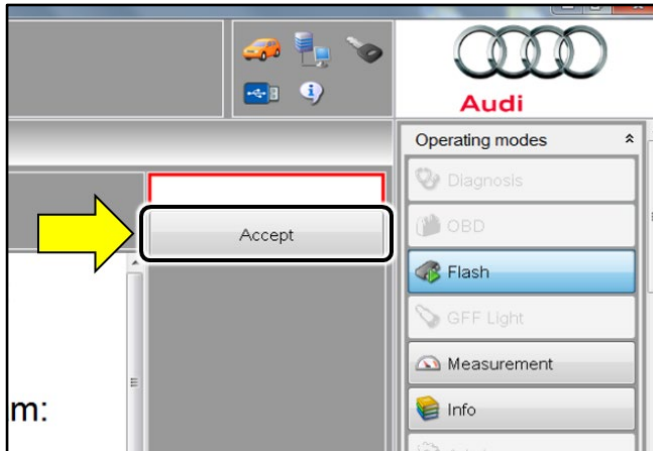 Audi
Operating modes
Diagnosis
OBD
Accept
Flash
GFF Light
Measurement
m:
Info